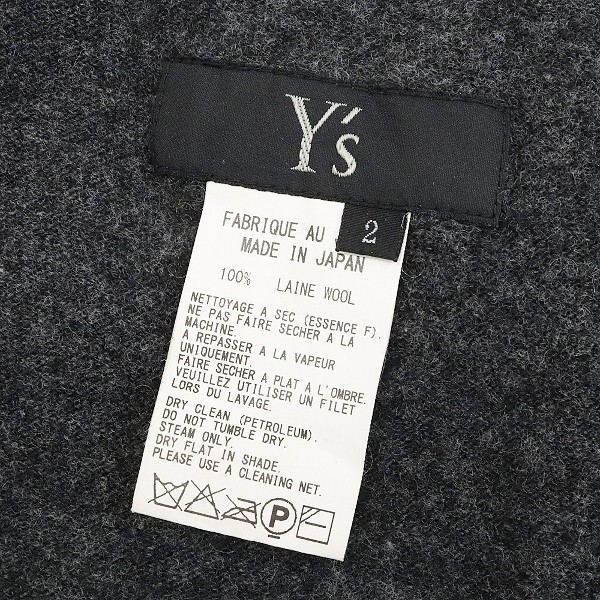 Y's
2
FABRIQUE AU
MADE IN JAPAN
100% LAINE WOOL
NETTOYAGE A SEC (ESSENCE F).
NE PAS FAIRE SECHER A LA
MACHINE.
A REPASSER A LA VAPEUR
UNIQUEMENT.
FAIRE SECHER A PLAT A L'OMBRE.
VEUILLEZ UTILISER UN FILET
LORS DU LAVAGE.
DRY CLEAN (PETROLEUM).
DO NOT TUMBLE DRY.
STEAM ONLY.
DRY FLAT IN SHADE.
PLEASE USE A CLEANING NET.
P